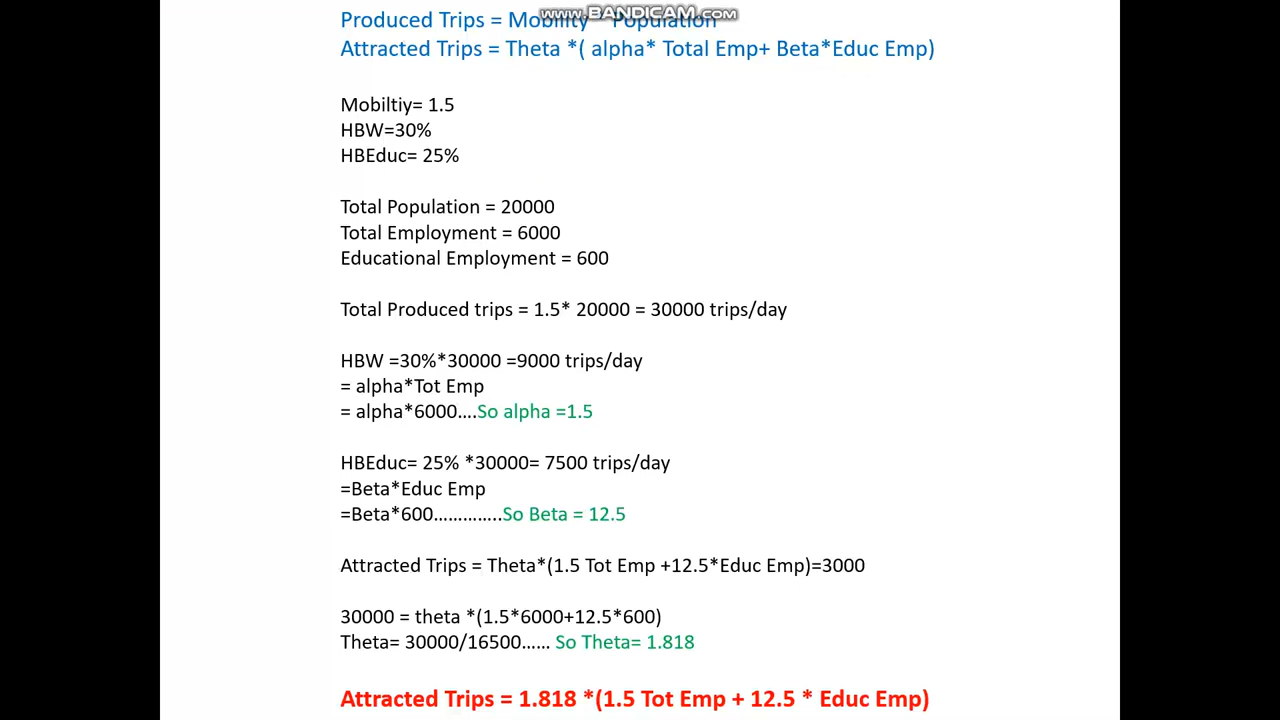 www.BANDICAM.com
Produced Trips = Mobility * Population
Attracted Trips = Theta *( alpha* Total Emp+ Beta*Educ Emp)
Mobiltiy= 1.5
HBW=30%
HBEduc= 25%
Total Population = 20000
Total Employment = 6000
Educational Employment = 600
Total Produced trips = 1.5* 20000 = 30000 trips/day
HBW =30%*30000 =9000 trips/day
= alpha*Tot Emp
= alpha*6000....So alpha =1.5
HBEduc= 25% *30000= 7500 trips/day
=Beta*Educ Emp
=Beta*600..............So Beta = 12.5
Attracted Trips = Theta*(1.5 Tot Emp +12.5*Educ Emp)=3000
30000 = theta *(1.5*6000+12.5*600)
Theta= 30000/16500...... So Theta= 1.818
Attracted Trips = 1.818 *(1.5 Tot Emp + 12.5 * Educ Emp)